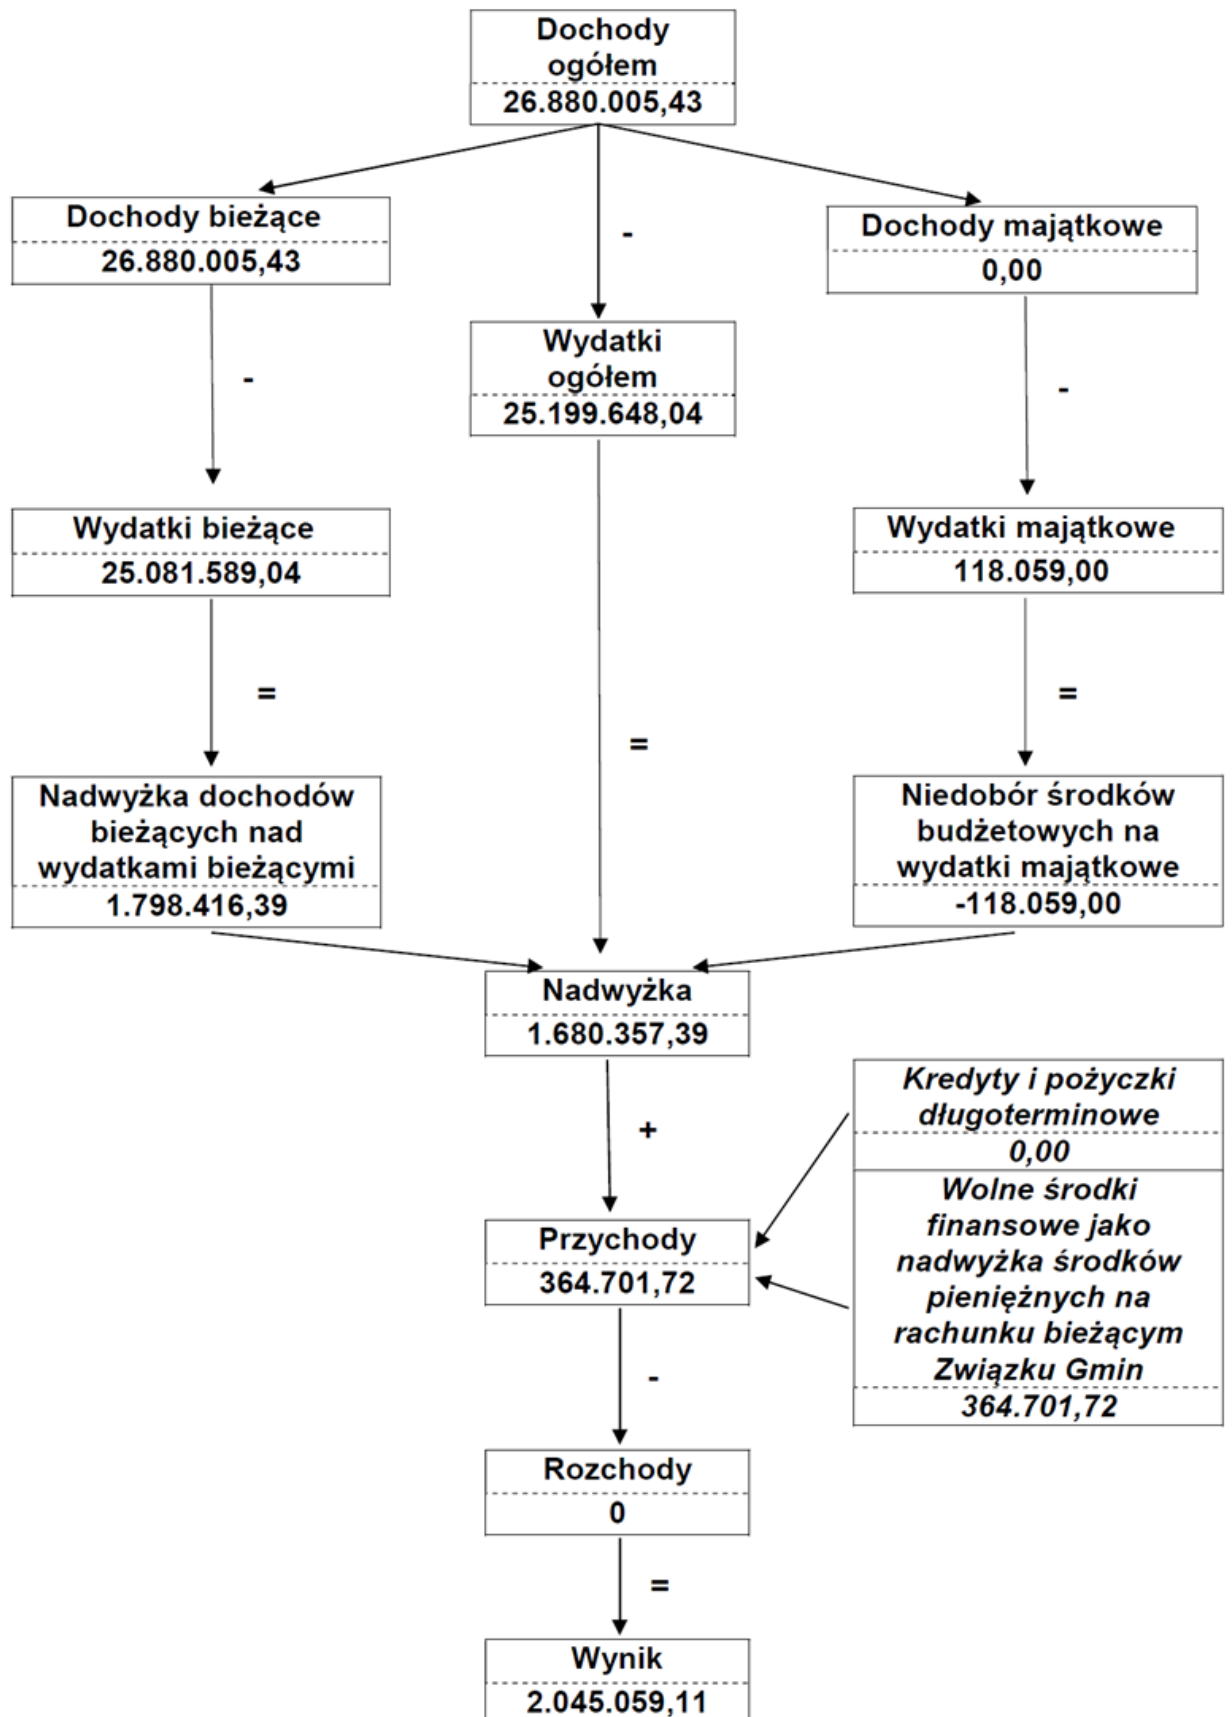 Dochody
ogółem
26.880.005,43
Dochody bieżące
26.880.005,43
-
Dochody majątkowe
0,00
-
Wydatki
ogółem
25.199.648,04
-
Wydatki bieżące
25.081.589,04
Wydatki majątkowe
118.059,00
=
=
=
Nadwyżka dochodów
bieżących nad
wydatkami bieżącymi
1.798.416,39
Niedobór środków
budżetowych na
wydatki majątkowe
-118.059,00
Nadwyżka
1.680.357,39
+
Kredyty i pożyczki
długoterminowe
0,00
Wolne środki
finansowe jako
nadwyżka środków
pieniężnych na
rachunku bieżącym
Związku Gmin
364.701,72
Przychody
364.701,72
-
Rozchody
0
=
Wynik
2.045.059,11